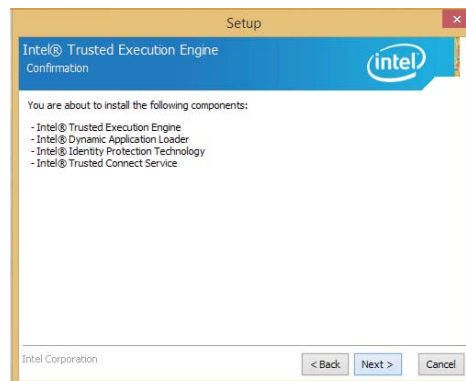 Setup
Intel® Trusted Execution Engine
Confirmation
intel
You are about to install the following components:
- Intel® Trusted Execution Engine
- Intel® Dynamic Application Loader
- Intel® Identity Protection Technology
- Intel® Trusted Connect Service
Intel Corporation
< Back Next > Cancel